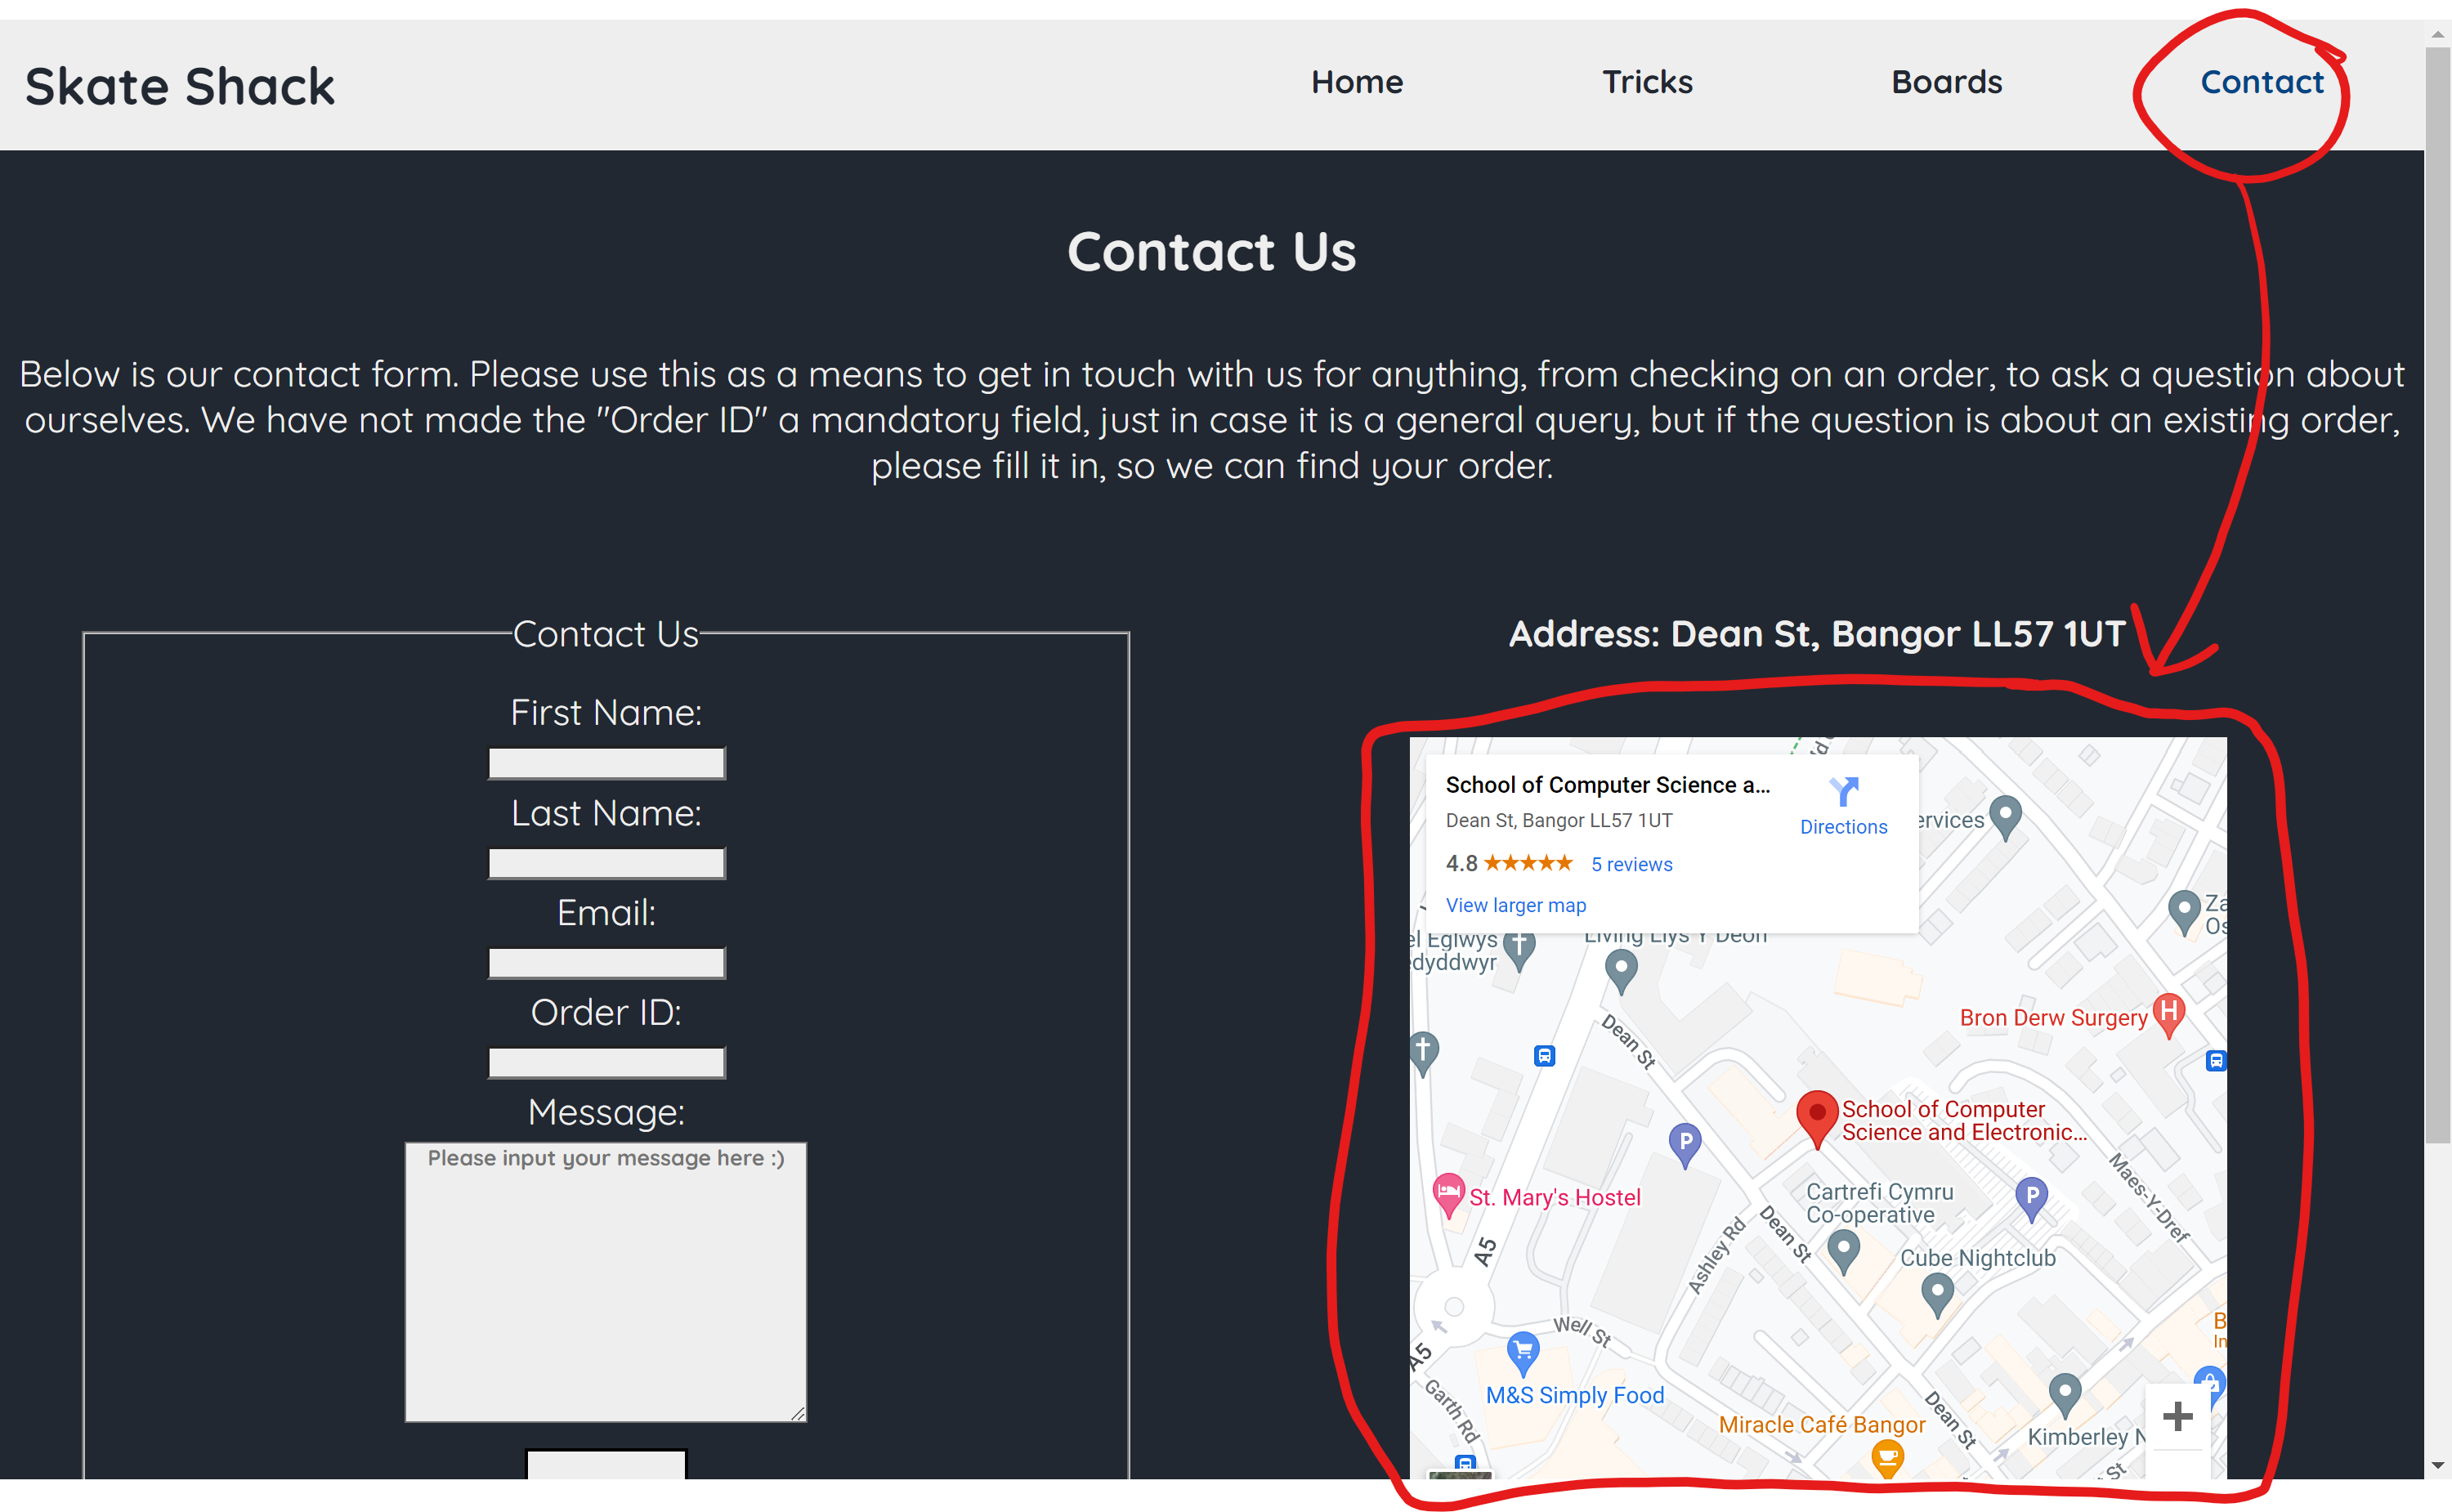 Skate Shack
Home
Tricks
Boards
Contact
Contact Us
Below is our contact form. Please use this as a means to get in touch with us for anything, from checking on an order, to ask a question about
ourselves. We have not made the "Order ID" a mandatory field, just in case it is a general query, but if the question is about an existing order,
please fill it in, so we can find your order.
Contact Us
First Name:
Last Name:
Email:
Order ID:
Message:
Please input your message here :)
Address: Dean St, Bangor LL57 1UT
School of Computer Science a...
Dean St, Bangor LL57 1UT
4.8
5 reviews
View larger map
Directions
ervices
Za
Os
el Eglwys
edyddwyr
Living Llys Y Deon
Dean St
Bron Derw Surgery
H
School of Computer
Science and Electronic...
P
St. Mary's Hostel
Cartrefi Cymru
Co-operative
P
Maes-Y-Dref
A5
Ashley Rd
Dean St
Cube Nightclub
Well St
A5
M&S Simply Food
Garth Rd
Miracle Café Bangor
Dean St
Kimberley N
St
B
In